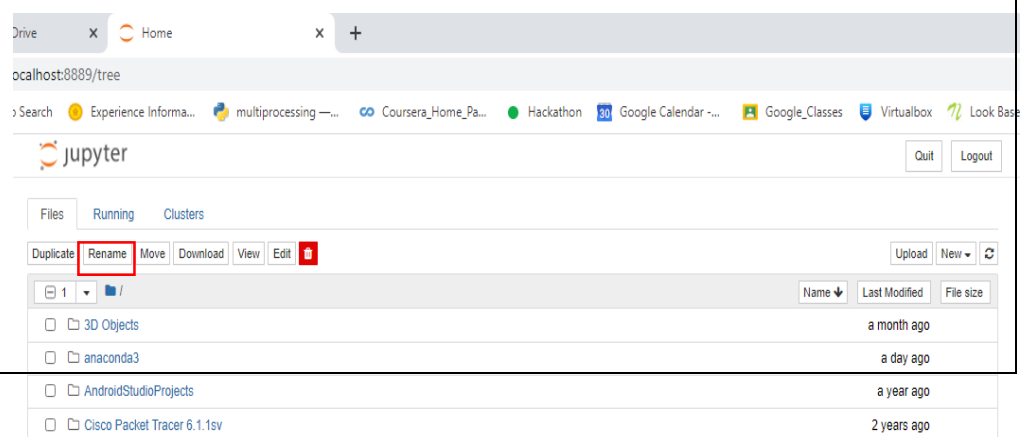 Drive x Home x +
ocalhost:8889/tree
o Search Experience Informa... multiprocessing —... Coursera_Home_Pa... Hackathon 30 Google Calendar -... Google_Classes Virtualbox Look Base
jupyter Quit Logout
Files Running Clusters
Duplicate Rename Move Download View Edit Upload New
1 / Name Last Modified File size
3D Objects a month ago
anaconda3 a day ago
AndroidStudioProjects a year ago
Cisco Packet Tracer 6.1.1sv 2 years ago